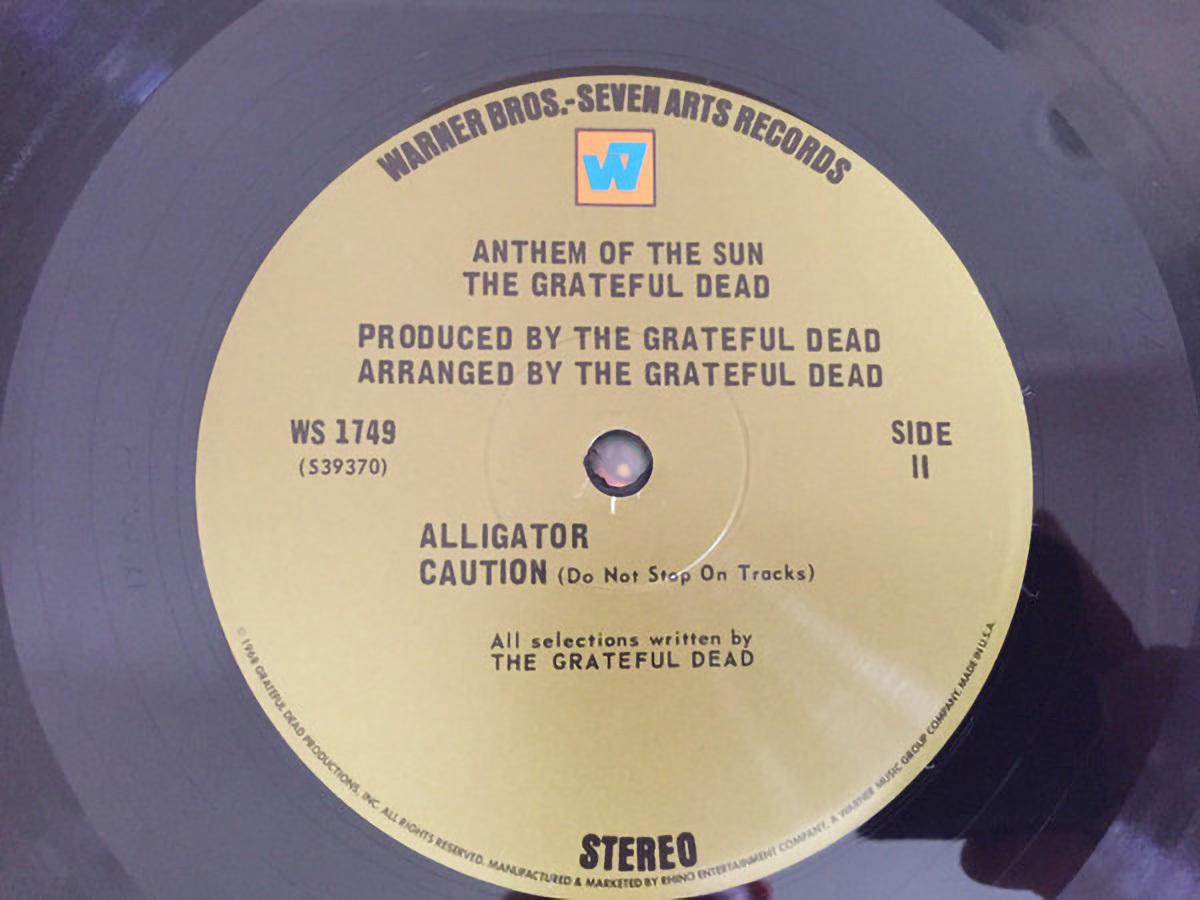 WARNER BROS.-SEVEN ARTS RECORDS
W7
ANTHEM OF THE SUN
THE GRATEFUL DEAD
PRODUCED BY THE GRATEFUL DEAD
ARRANGED BY THE GRATEFUL DEAD
WS 1749
(S39370)
SIDE
II
ALLIGATOR
CAUTION (Do Not Stop On Tracks)
All selections written by
THE GRATEFUL DEAD
STEREO
© 1968 GRATEFUL DEAD PRODUCTIONS, INC. ALL RIGHTS RESERVED. MANUFACTURED & MARKETED BY RHINO ENTERTAINMENT COMPANY, A WARNER MUSIC GROUP COMPANY. MADE IN U.S.A.